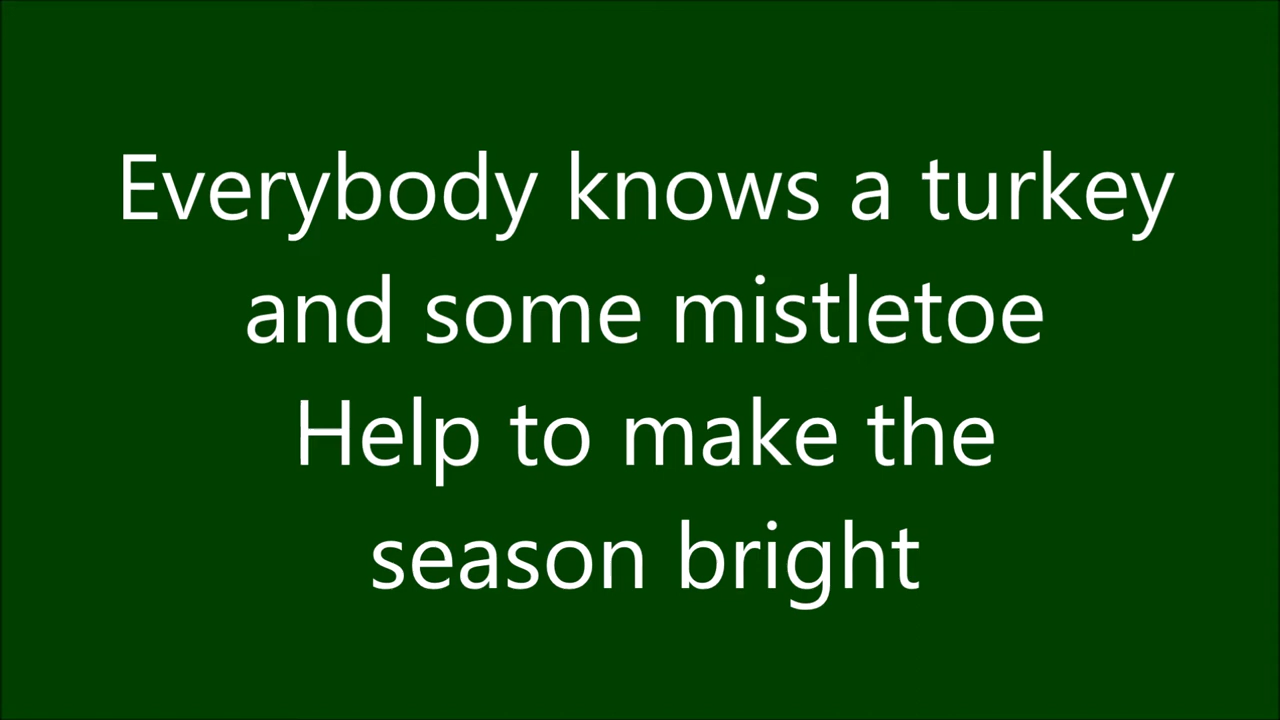 Everybody knows a turkey
and some mistletoe
Help to make the
season bright